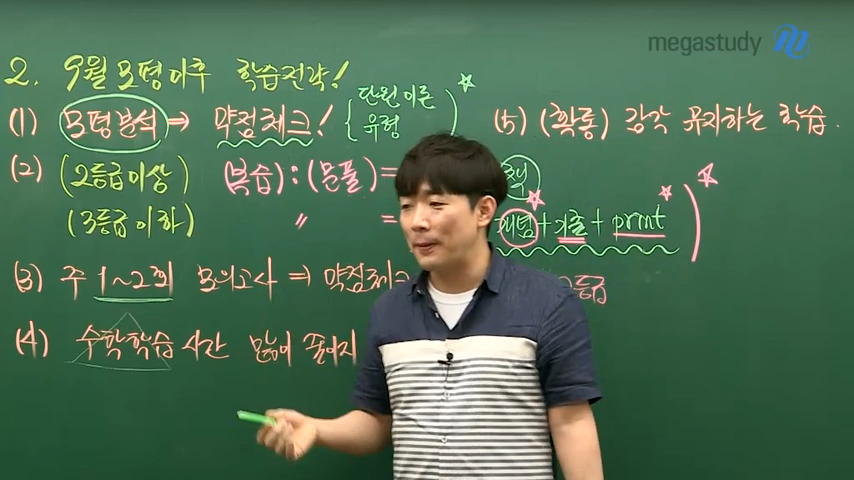 megastudy
2. 9월 모평이후 학습전략!
(1) 모평분석 ⇒ 약점체크! { 단원 이론
유형 )☆
(2) (2등급이상) (복습) : (문풀) =
(3등급이하) 〃 = 개념 + 기출 + print )☆
(3) 주 1~2회 모의고사 ⇒ 약점체크 2등급
(4) 수학학습 시간 많이
(5) (확통) 감각 유지하는 학습.